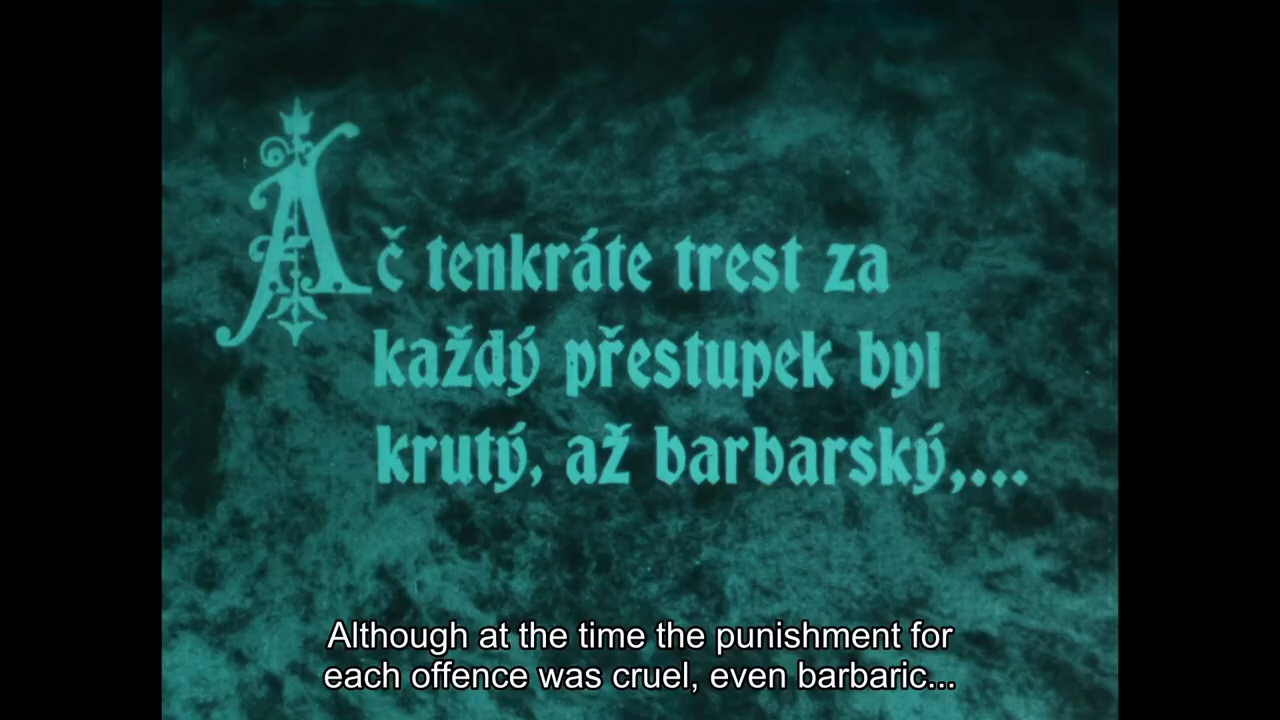 Ač tenkráte trest za
každý přestupek byl
krutý, až barbarský,....
Although at the time the punishment for
each offence was cruel, even barbaric...